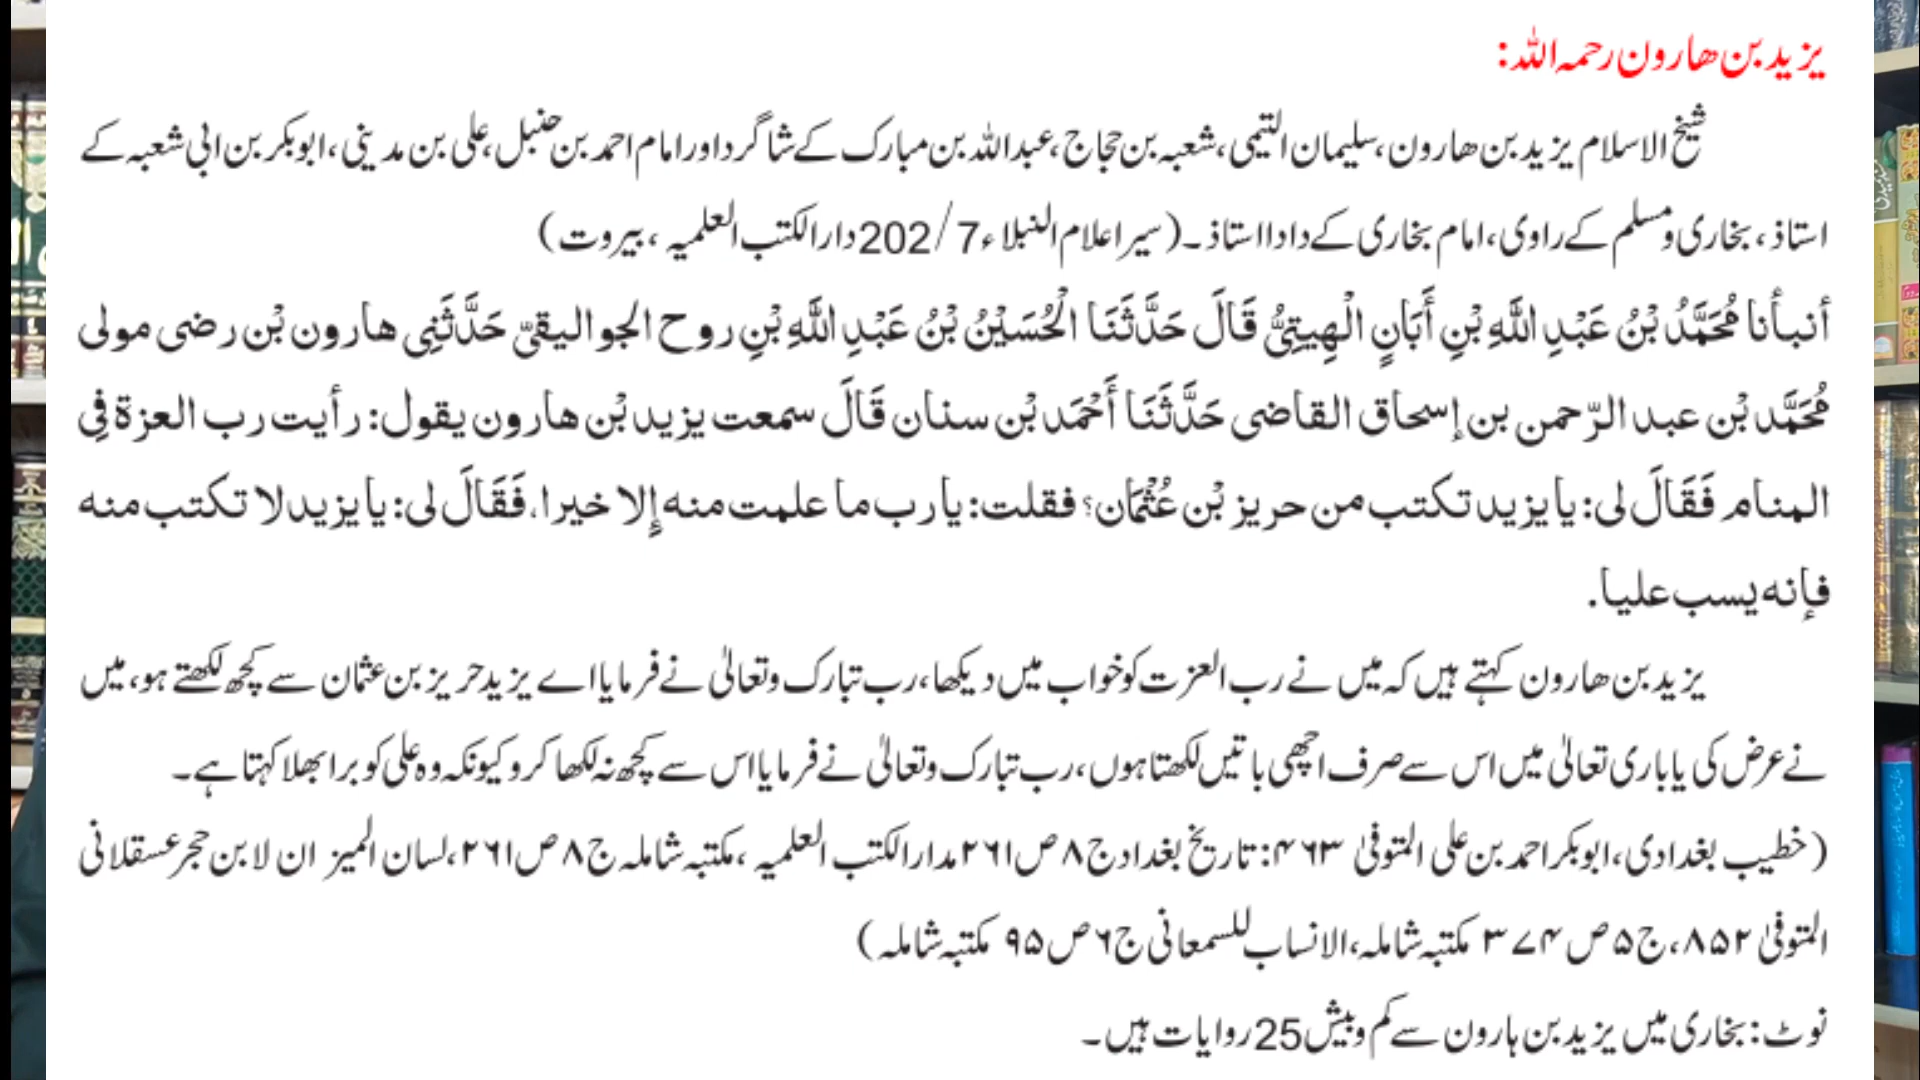 یزید بن ھارون رحمہ اللہ:
شیخ الاسلام یزید بن ھارون، سلیمان التیمی، شعبہ بن حجاج، عبداللہ بن مبارک کے شاگرد اور امام احمد بن حنبل، علی بن مدینی، ابوبکر بن ابی شعبہ کے
استاذ، بخاری و مسلم کے راوی، امام بخاری کے دادا استاذ۔ (سیر اعلام النبلاء 7/202 دار الکتب العلمیہ، بیروت)
أنبأنا مُحَمَّدُ بْنُ عَبْدِ اللَّهِ بْنِ أَبَانٍ الْهِيتِيُّ قَالَ حَدَّثَنَا الْحُسَيْنُ بْنُ عَبْدِ اللَّهِ بْنِ روح الجواليقيّ حَدَّثَنِي هارون بْن رضى مولى
مُحَمَّد بْن عبد الرّحمن بن إسحاق القاضى حَدَّثَنَا أَحْمَد بْن سنان قَالَ سمعت يزيد بْن هارون يقول: رأيت رب العزة فِي
المنام فَقَالَ لى: يا يزيد تكتب من حريز بْن عُثْمَان؟ فقلت: يا رب ما علمت منه إلا خيرا، فَقَالَ لى: يا يزيد لا تكتب منه
فإنه يسب عليا.
یزید بن ھارون کہتے ہیں کہ میں نے رب العزت کو خواب میں دیکھا، رب تبارک وتعالیٰ نے فرمایا اے یزید حریز بن عثمان سے کچھ لکھتے ہو، میں
نے عرض کی یا باری تعالیٰ میں اس سے صرف اچھی باتیں لکھتا ہوں، رب تبارک وتعالیٰ نے فرمایا اس سے کچھ نہ لکھا کرو کیونکہ وہ علی کو برا بھلا کہتا ہے۔
(خطیب بغدادی، ابوبکر احمد بن علی المتوفیٰ ۴۶۳: تاریخ بغداد ج ۸ ص ۲۶۱ مدار الکتب العلمیہ، مکتبہ شاملہ ج ۸ ص ۲۶۱، لسان المیز ان لابن حجر عسقلانی
المتوفیٰ ۸۵۲، ج ۵ ص ۳۷۴ مکتبہ شاملہ، الانساب للسمعانی ج ۶ ص ۹۵ مکتبہ شاملہ)
نوٹ: بخاری میں یزید بن ہارون سے کم و بیش 25 روایات ہیں۔